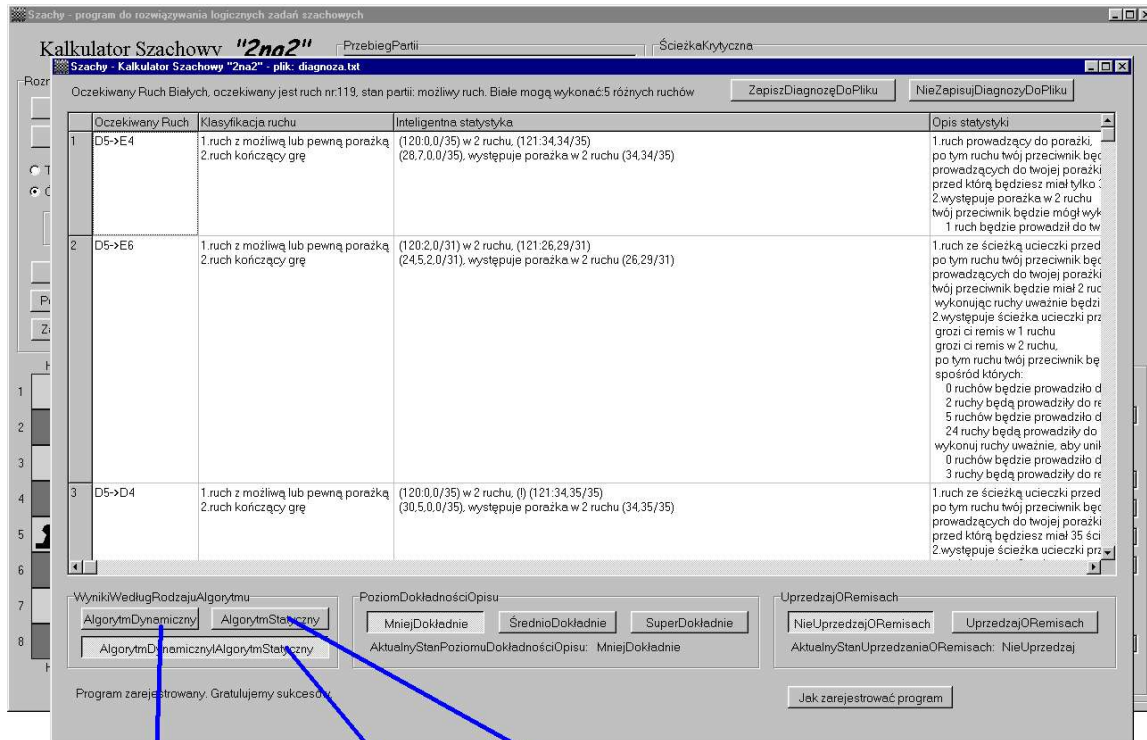 Szachy - program do rozwiązywania logicznych zadań szachowych
Kalkulator Szachowy "2na2"
PrzebiegPartii
ŚcieżkaKrytyczna
Szachy - Kalkulator Szachowy "2na2" - plik: diagnoza.txt
Oczekiwany Ruch Białych, oczekiwany jest ruch nr:119, stan partii: możliwy ruch. Białe mogą wykonać:5 różnych ruchów
ZapiszDiagnozęDoPliku
NieZapisujDiagnozyDoPliku
Oczekiwany Ruch
Klasyfikacja ruchu
Inteligentna statystyka
Opis statystyki
1
D5->E4
1.ruch z możliwą lub pewną porażką
2.ruch kończący grę
(120:0,0/35) w 2 ruchu, (121:34,34/35)
(28,7,0,0/35), występuje porażka w 2 ruchu (34,34/35)
1.ruch prowadzący do porażki,
po tym ruchu twój przeciwnik będ
prowadzących do twojej porażki
przed którą będziesz miał tylko 3
2.występuje porażka w 2 ruchu
twój przeciwnik będzie mógł wyk
1 ruch będzie prowadził do tw
2
D5->E6
1.ruch z możliwą lub pewną porażką
2.ruch kończący grę
(120:2,0/31) w 2 ruchu, (121:26,29/31)
(24,5,2,0/31), występuje porażka w 2 ruchu (26,29/31)
1.ruch ze ścieżką ucieczki przed
po tym ruchu twój przeciwnik będ
prowadzących do twojej porażki
twój przeciwnik będzie miał 2 ruc
wykonując ruchy uważnie będzi
2.występuje ścieżka ucieczki prz
grozi ci remis w 1 ruchu
grozi ci remis w 2 ruchu,
po tym ruchu twój przeciwnik bę
spośród których:
0 ruchów będzie prowadziło d
2 ruchy będą prowadziły do re
5 ruchów będzie prowadziło d
24 ruchy będą prowadziły do
wykonuj ruchy uważnie, aby unik
0 ruchów będzie prowadziło d
3 ruchy będą prowadziły do re
3
D5->D4
1.ruch z możliwą lub pewną porażką
2.ruch kończący grę
(120:0,0/35) w 2 ruchu, (!) (121:34,35/35)
(30,5,0,0/35), występuje porażka w 2 ruchu (34,35/35)
1.ruch ze ścieżką ucieczki przed
po tym ruchu twój przeciwnik będ
prowadzących do twojej porażki
przed którą będziesz miał 35 ści
2.występuje ścieżka ucieczki prz
1
2
3
4
5
6
7
8
WynikiWedługRodzajuAlgorytmu
AlgorytmDynamiczny
AlgorytmStatyczny
AlgorytmDynamicznyIAlgorytmStatyczny
PoziomDokładnościOpisu
MniejDokładnie
ŚrednioDokładnie
SuperDokładnie
AktualnyStanPoziomuDokładnościOpisu: MniejDokładnie
UprzedzajORemisach
NieUprzedzajORemisach
UprzedzajORemisach
AktualnyStanUprzedzaniaORemisach: NieUprzedzaj
Program zarejestrowany. Gratulujemy sukcesów.
Jak zarejestrować program